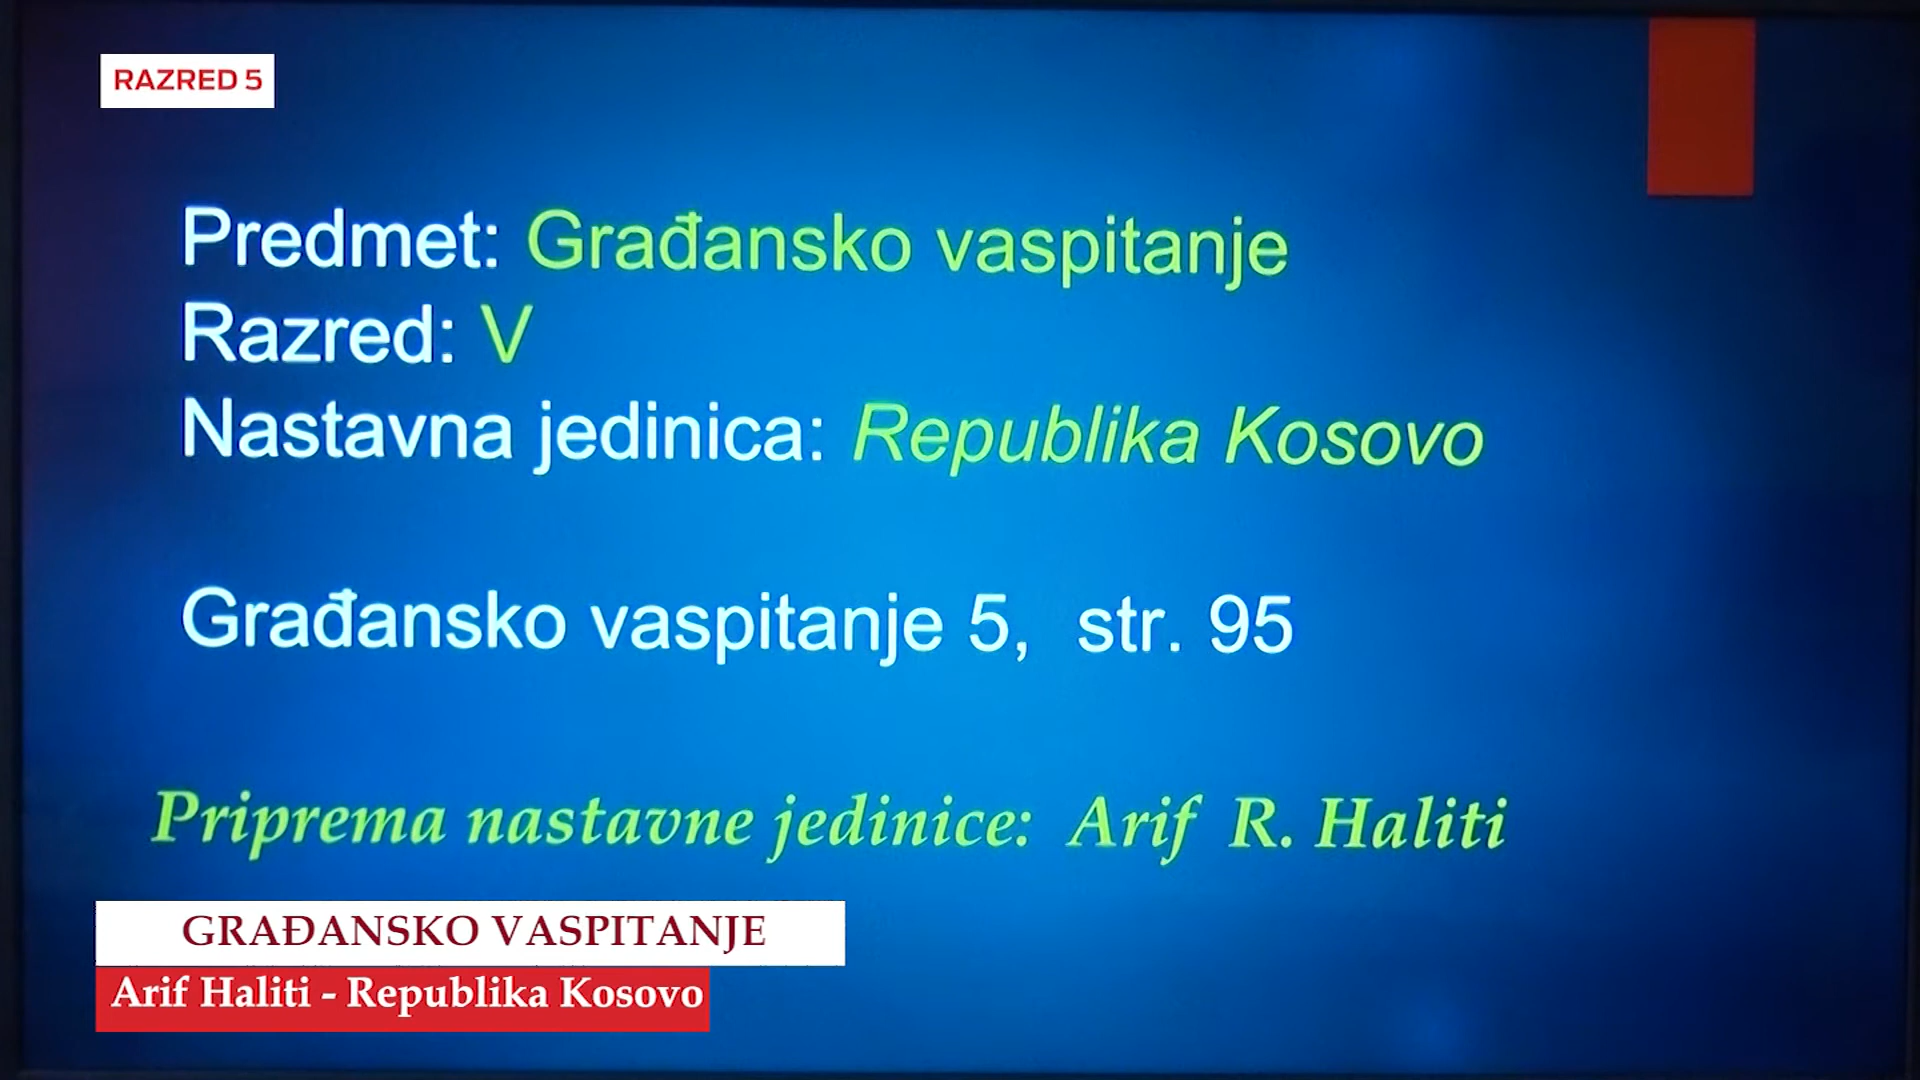 RAZRED 5
Predmet: Građansko vaspitanje
Razred: V
Nastavna jedinica: Republika Kosovo
Građansko vaspitanje 5, str. 95
Priprema nastavne jedinice: Arif R. Haliti
GRAĐANSKO VASPITANJE
Arif Haliti - Republika Kosovo